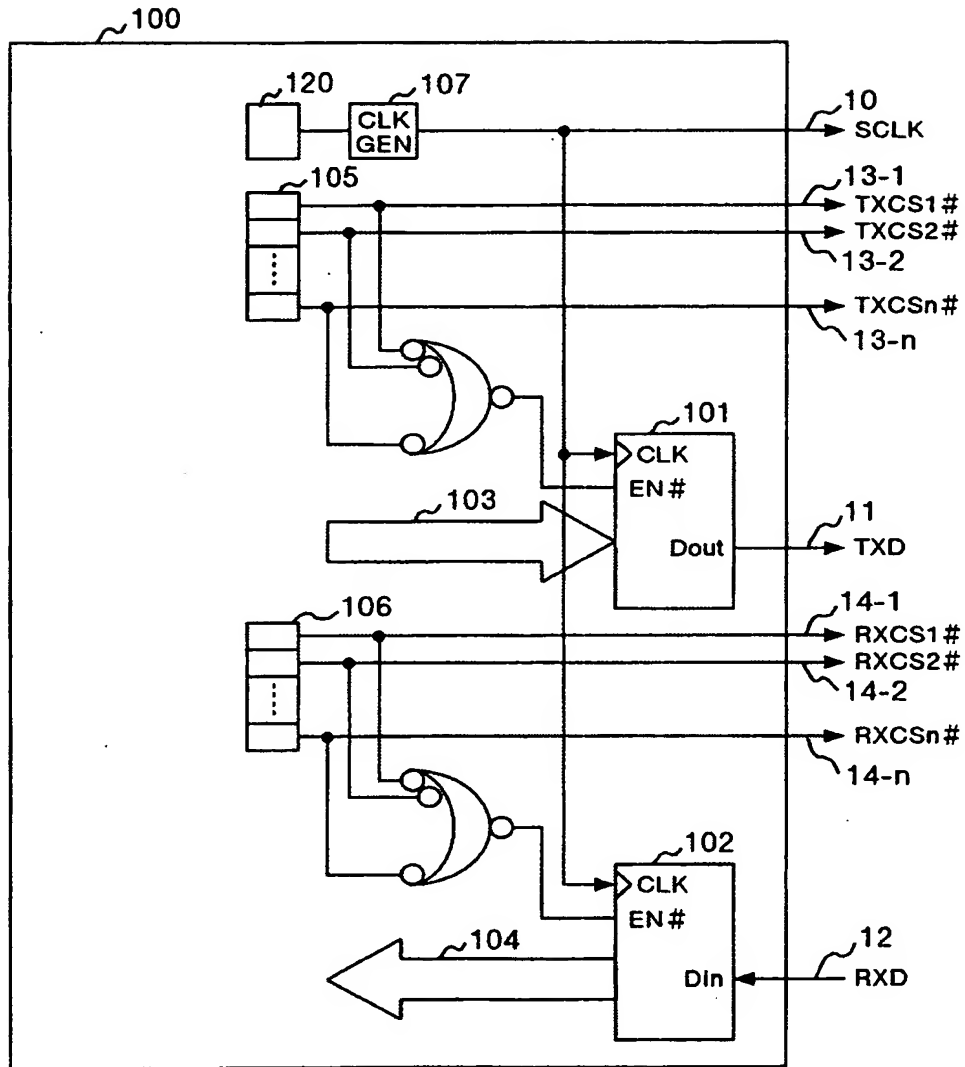 100
120
107
CLK
GEN
10
SCLK
105
13-1
TXCS1#
TXCS2#
13-2
TXCSn#
13-n
101
CLK
EN#
103
Dout
11
TXD
106
14-1
RXCS1#
RXCS2#
14-2
RXCSn#
14-n
102
CLK
EN#
104
Din
12
RXD